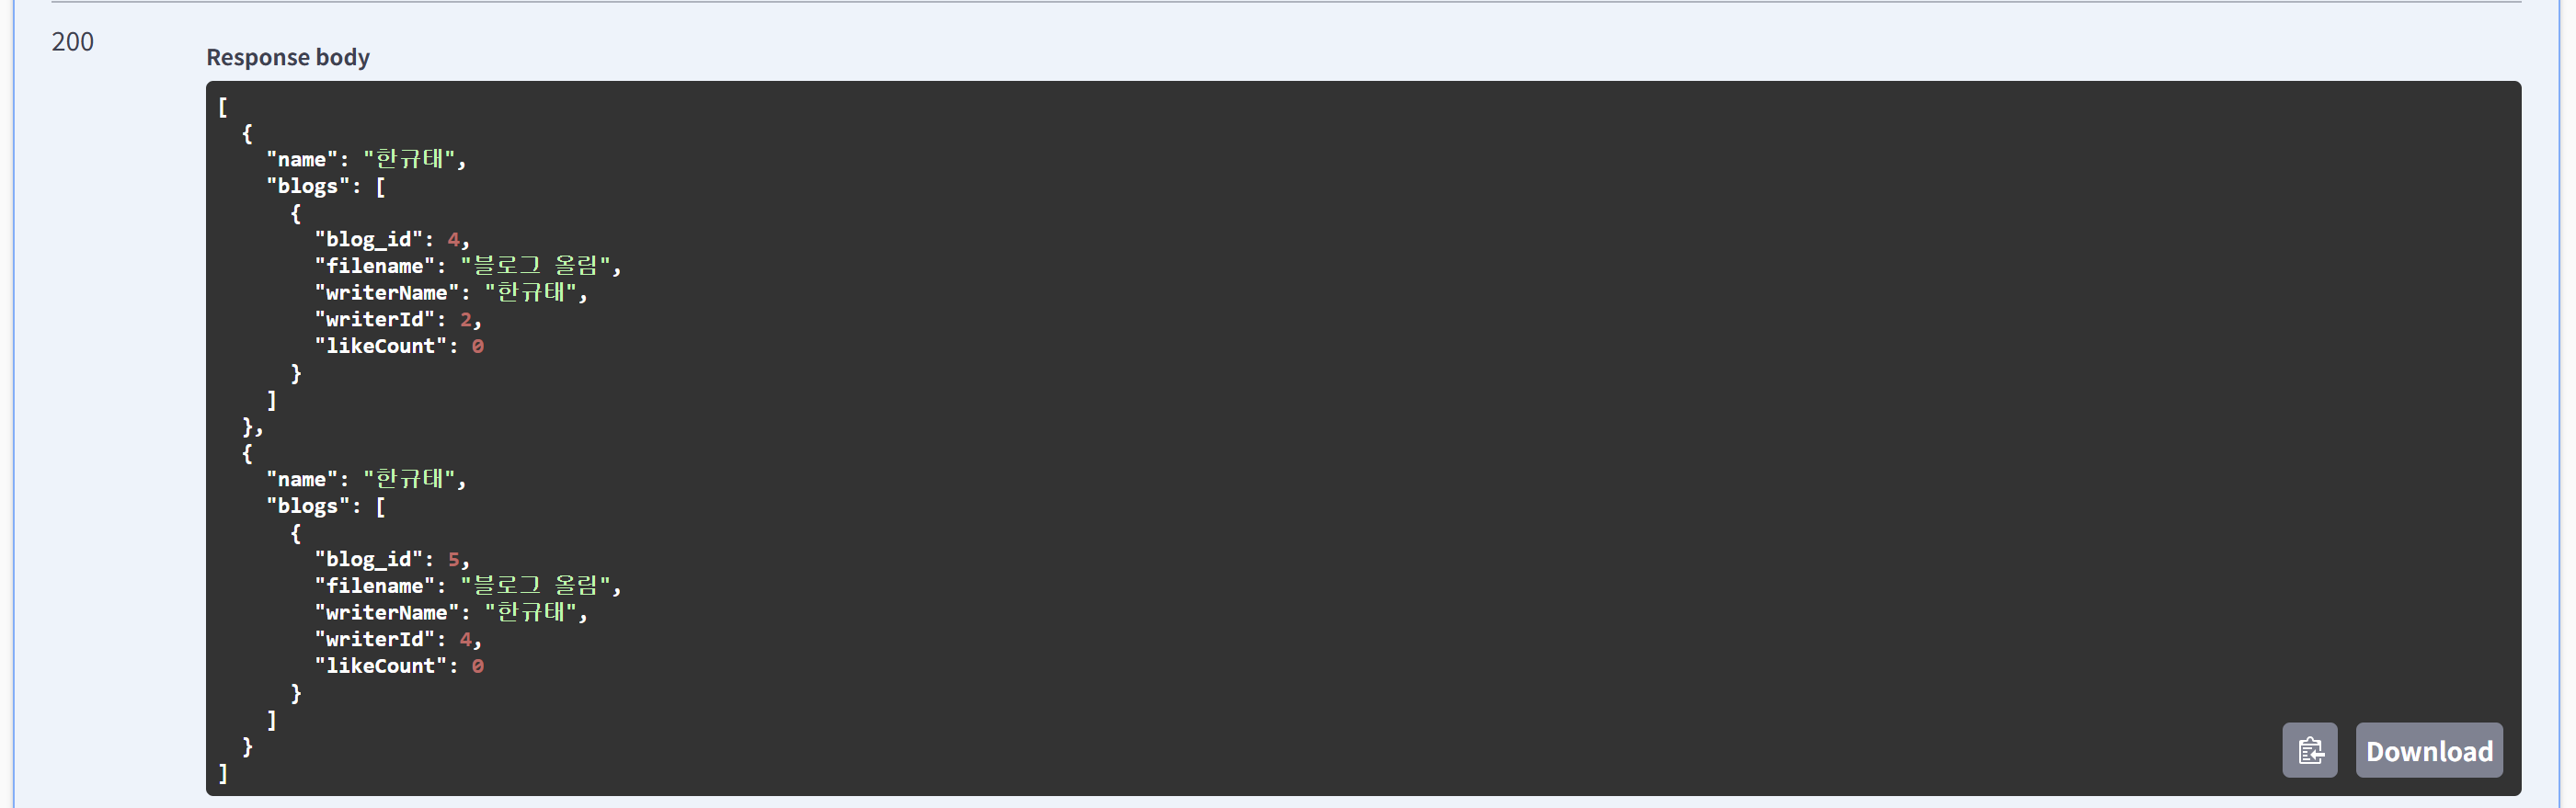 200
Response body
[
  {
    "name": "한규태",
    "blogs": [
      {
        "blog_id": 4,
        "filename": "블로그 올림",
        "writerName": "한규태",
        "writerId": 2,
        "likeCount": 0
      }
    ]
  },
  {
    "name": "한규태",
    "blogs": [
      {
        "blog_id": 5,
        "filename": "블로그 올림",
        "writerName": "한규태",
        "writerId": 4,
        "likeCount": 0
      }
    ]
  }
]
Download